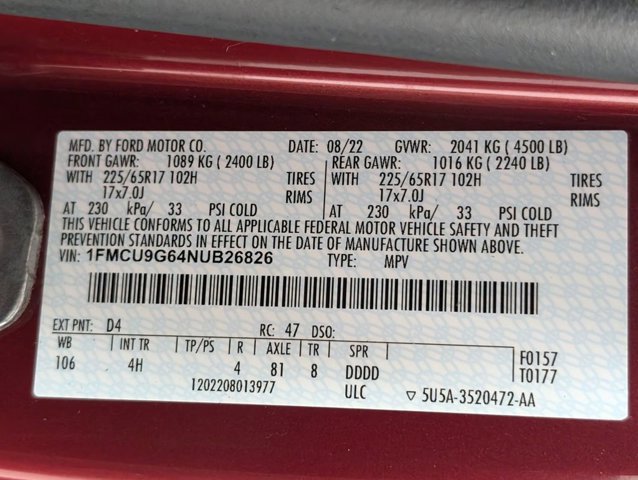 MFD. BY FORD MOTOR CO. DATE: 08/22 GVWR: 2041 KG ( 4500 LB)
FRONT GAWR: 1089 KG ( 2400 LB) REAR GAWR: 1016 KG ( 2240 LB)
WITH 225/65R17 102H TIRES WITH 225/65R17 102H TIRES
17x7.0J RIMS 17x7.0J RIMS
AT 230 kPa/ 33 PSI COLD AT 230 kPa/ 33 PSI COLD
THIS VEHICLE CONFORMS TO ALL APPLICABLE FEDERAL MOTOR VEHICLE SAFETY AND THEFT
PREVENTION STANDARDS IN EFFECT ON THE DATE OF MANUFACTURE SHOWN ABOVE.
VIN: 1FMCU9G64NUB26826 TYPE: MPV
EXT PNT: D4 RC: 47 DSO:
WB INT TR TP/PS R AXLE TR SPR F0157
106 4H 4 81 8 DDDD T0177
1202208013977 ULC ▽ 5U5A-3520472-AA